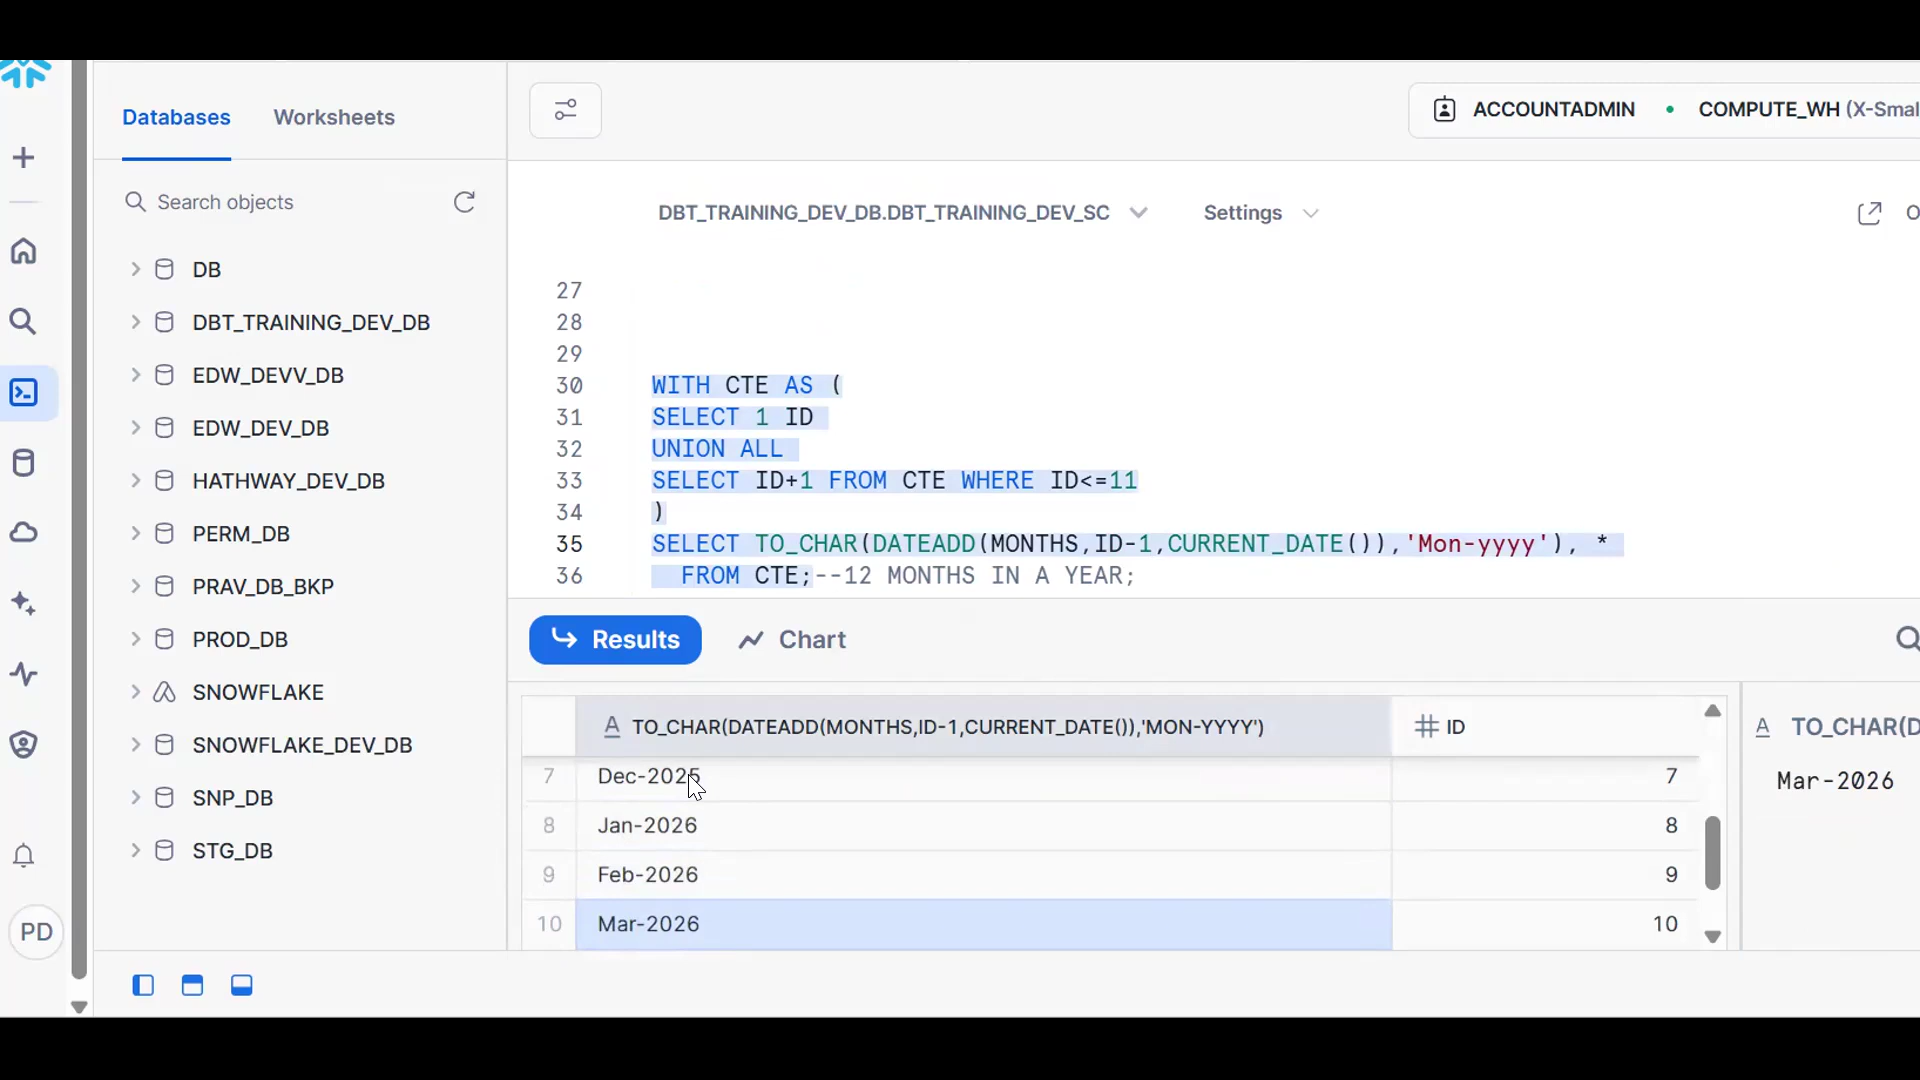 Databases
Worksheets
ACCOUNTADMIN
COMPUTE_WH (X-Smal
Search objects
DBT_TRAINING_DEV_DB.DBT_TRAINING_DEV_SC
Settings
DB
DBT_TRAINING_DEV_DB
EDW_DEVV_DB
EDW_DEV_DB
HATHWAY_DEV_DB
PERM_DB
PRAV_DB_BKP
PROD_DB
SNOWFLAKE
SNOWFLAKE_DEV_DB
SNP_DB
STG_DB
PD
27
28
29
30 WITH CTE AS (
31 SELECT 1 ID
32 UNION ALL
33 SELECT ID+1 FROM CTE WHERE ID<=11
34 )
35 SELECT TO_CHAR(DATEADD(MONTHS,ID-1,CURRENT_DATE()),'Mon-yyyy'), *
36 FROM CTE;--12 MONTHS IN A YEAR;
Results
Chart
TO_CHAR(DATEADD(MONTHS,ID-1,CURRENT_DATE()),'MON-YYYY') ID
7 Dec-2025 7
8 Jan-2026 8
9 Feb-2026 9
10 Mar-2026 10
TO_CHAR(D
Mar-2026